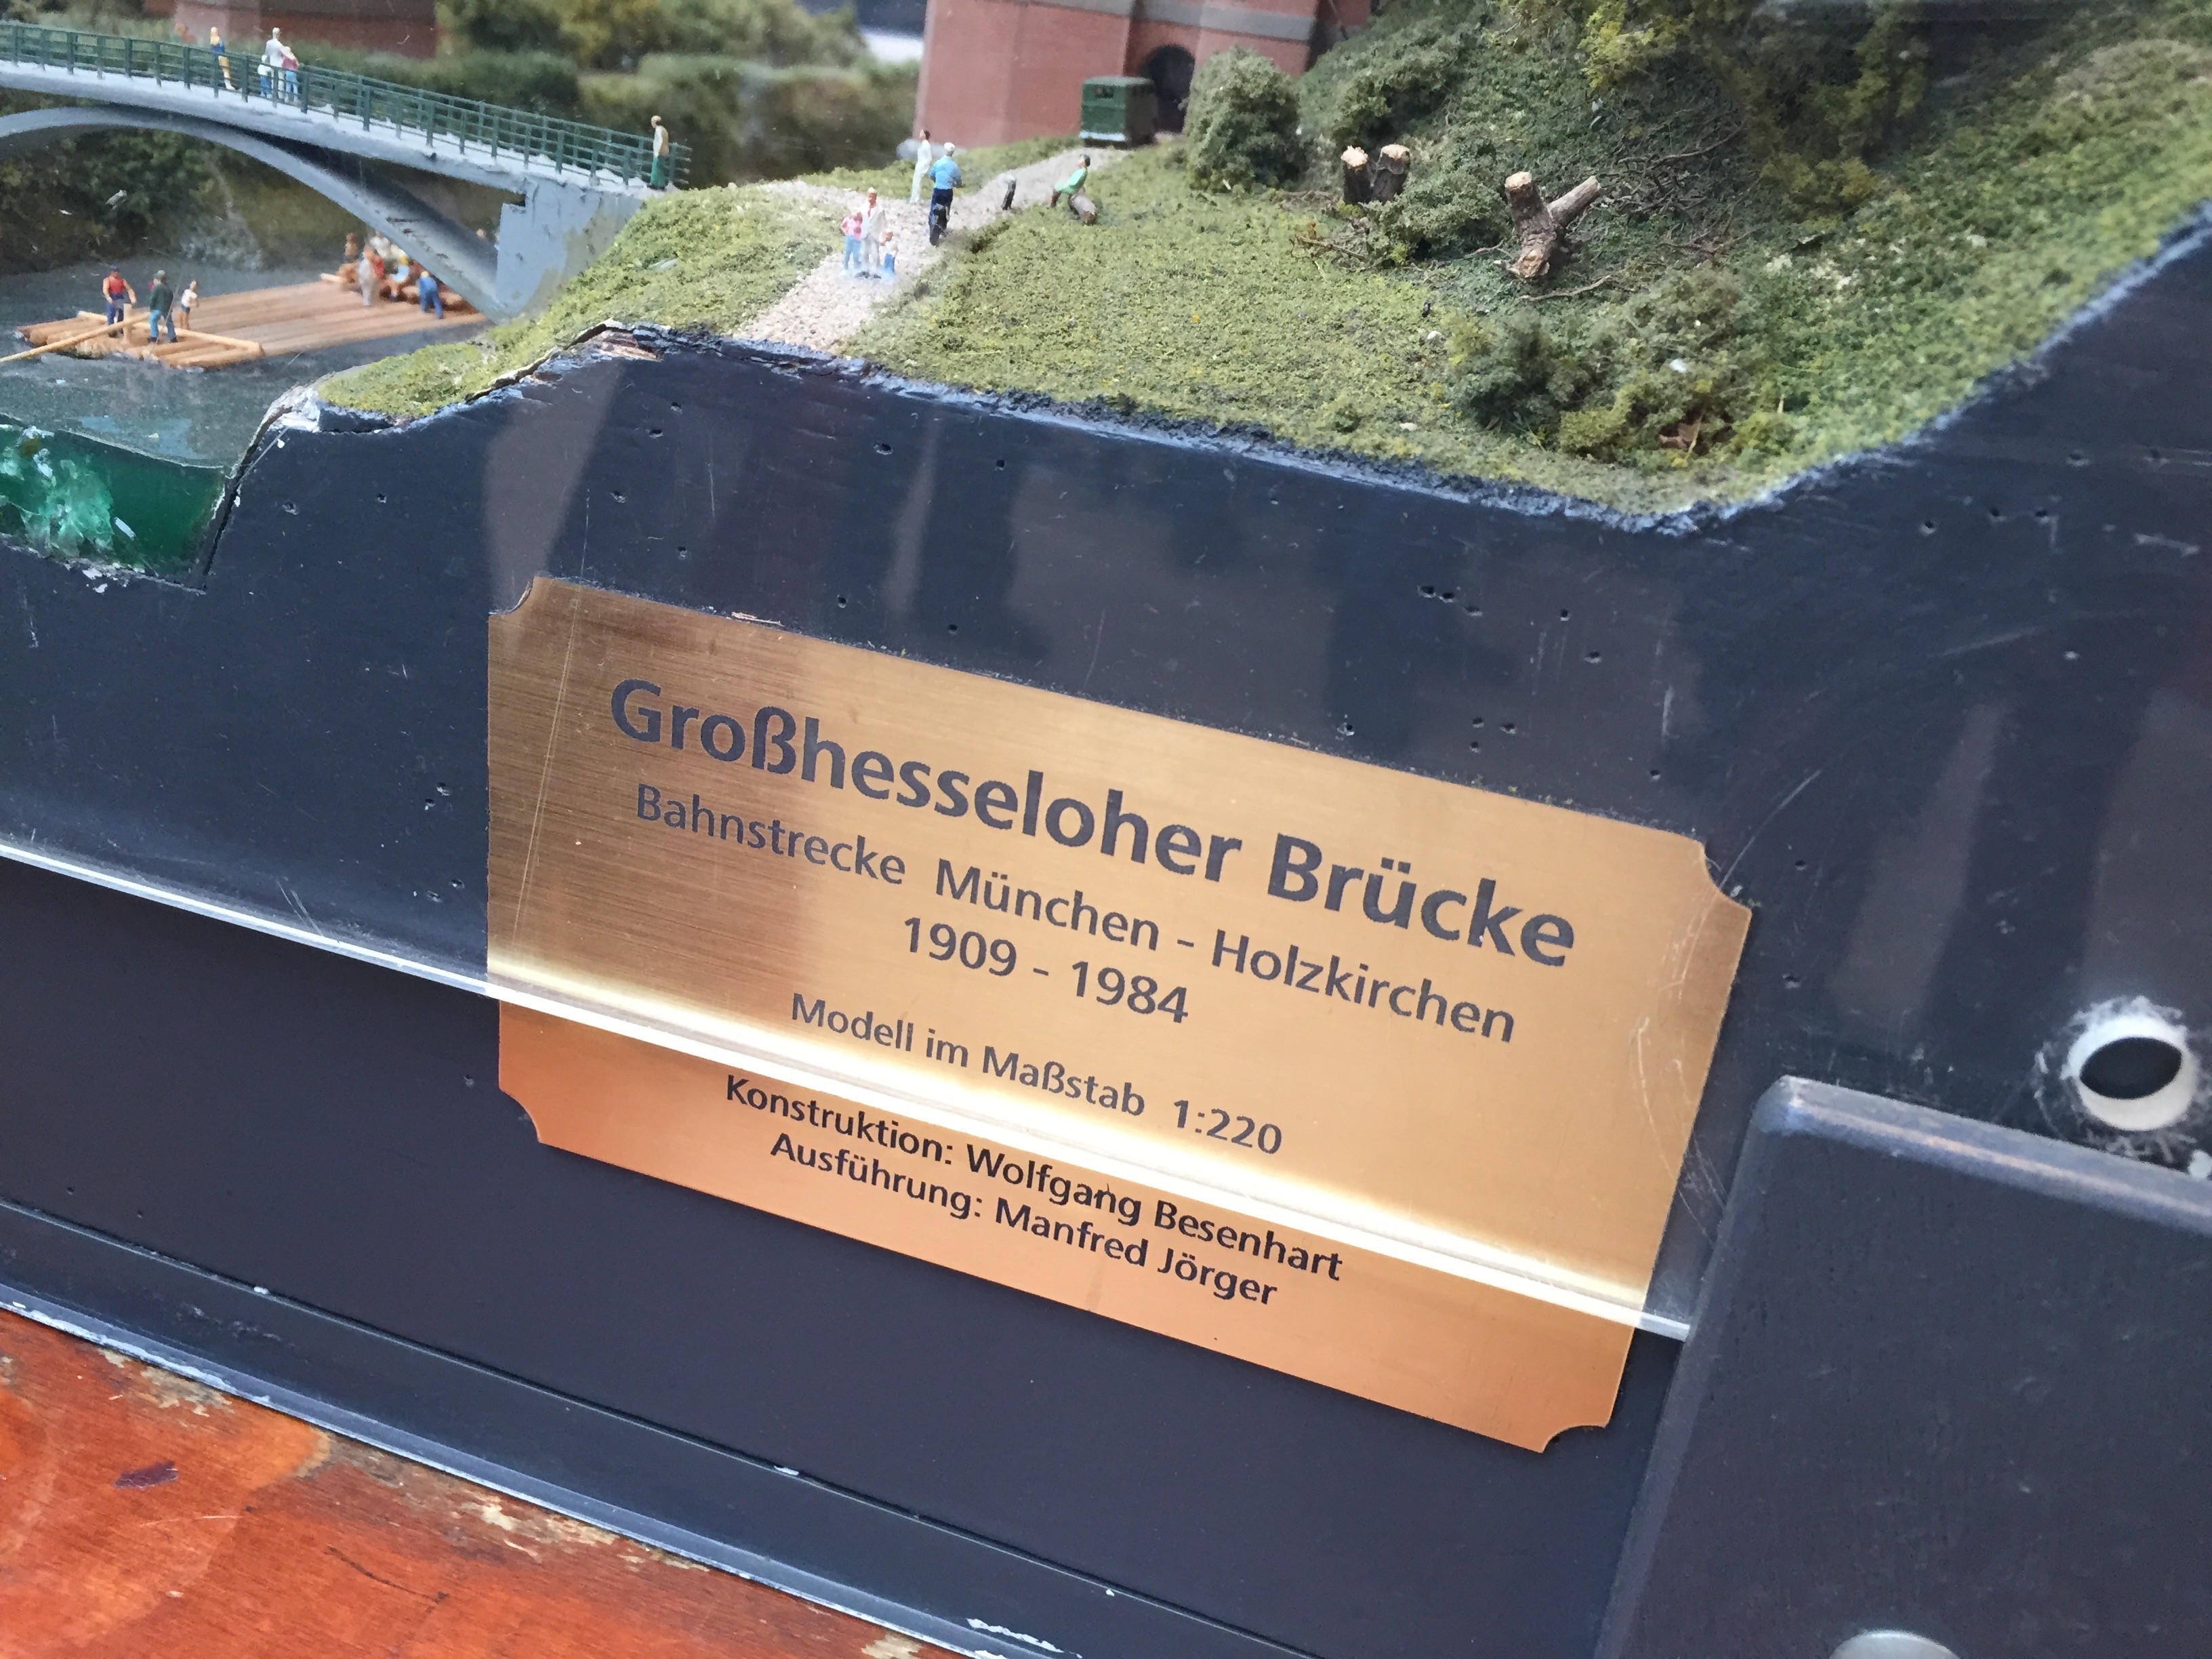 Großhesseloher Brücke
Bahnstrecke München - Holzkirchen
1909 - 1984
Modell im Maßstab 1:220
Konstruktion: Wolfgang Besenhart
Ausführung: Manfred Jörger